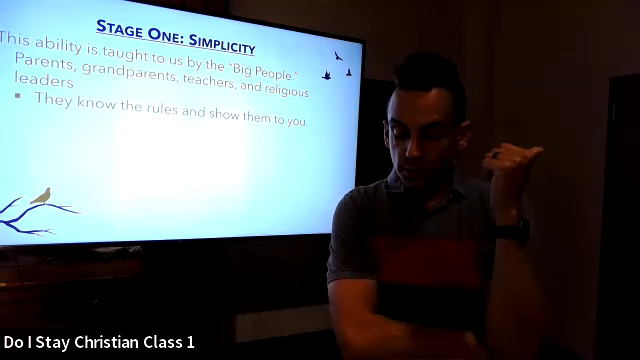 STAGE ONE: SIMPLICITY
This ability is taught to us by the "Big People."
Parents, grandparents, teachers, and religious
leaders
▪ They know the rules and show them to you.
Do I Stay Christian Class 1